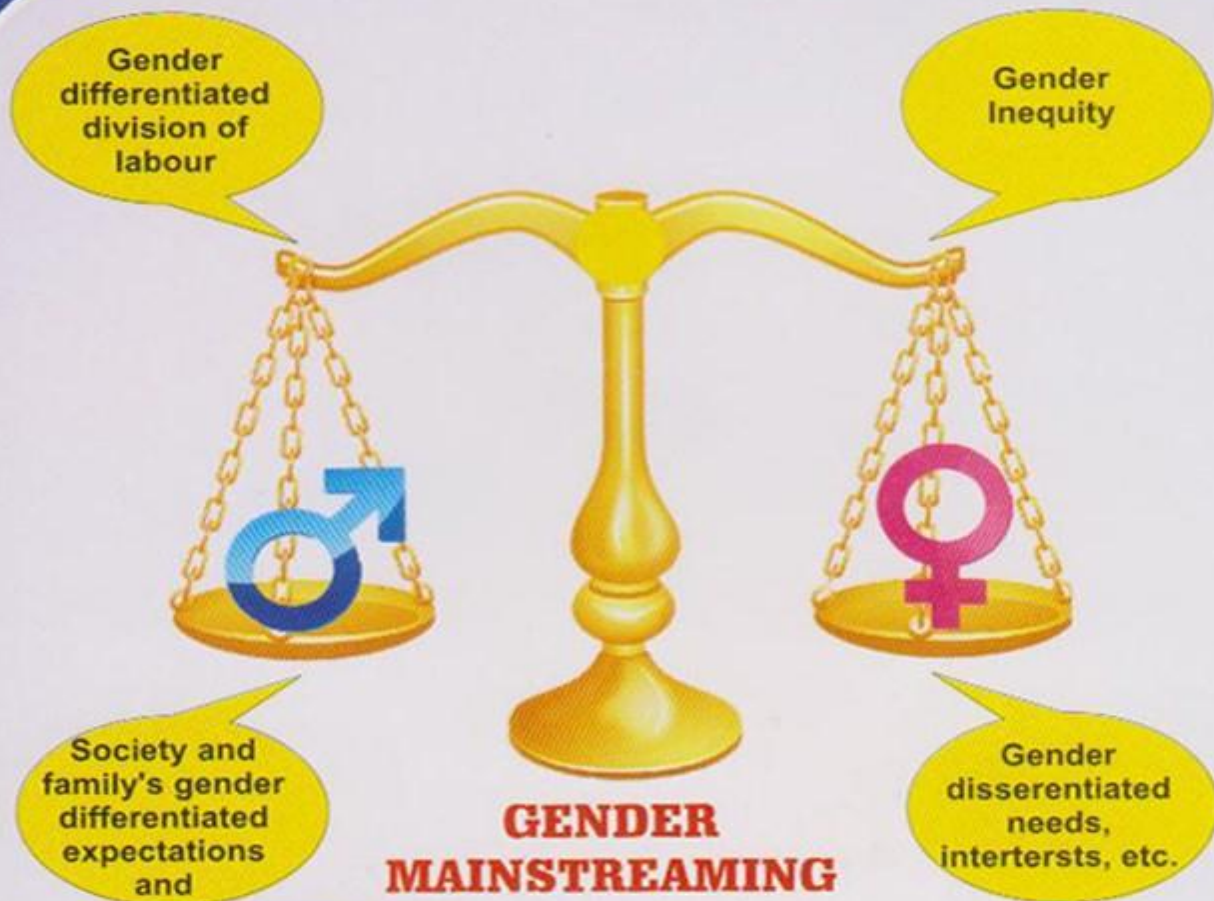 Gender
differentiated
division of
labour
Gender
Inequity
Society and
family's gender
differentiated
expectations
and
Gender
disserentiated
needs,
intertersts, etc.
GENDER
MAINSTREAMING